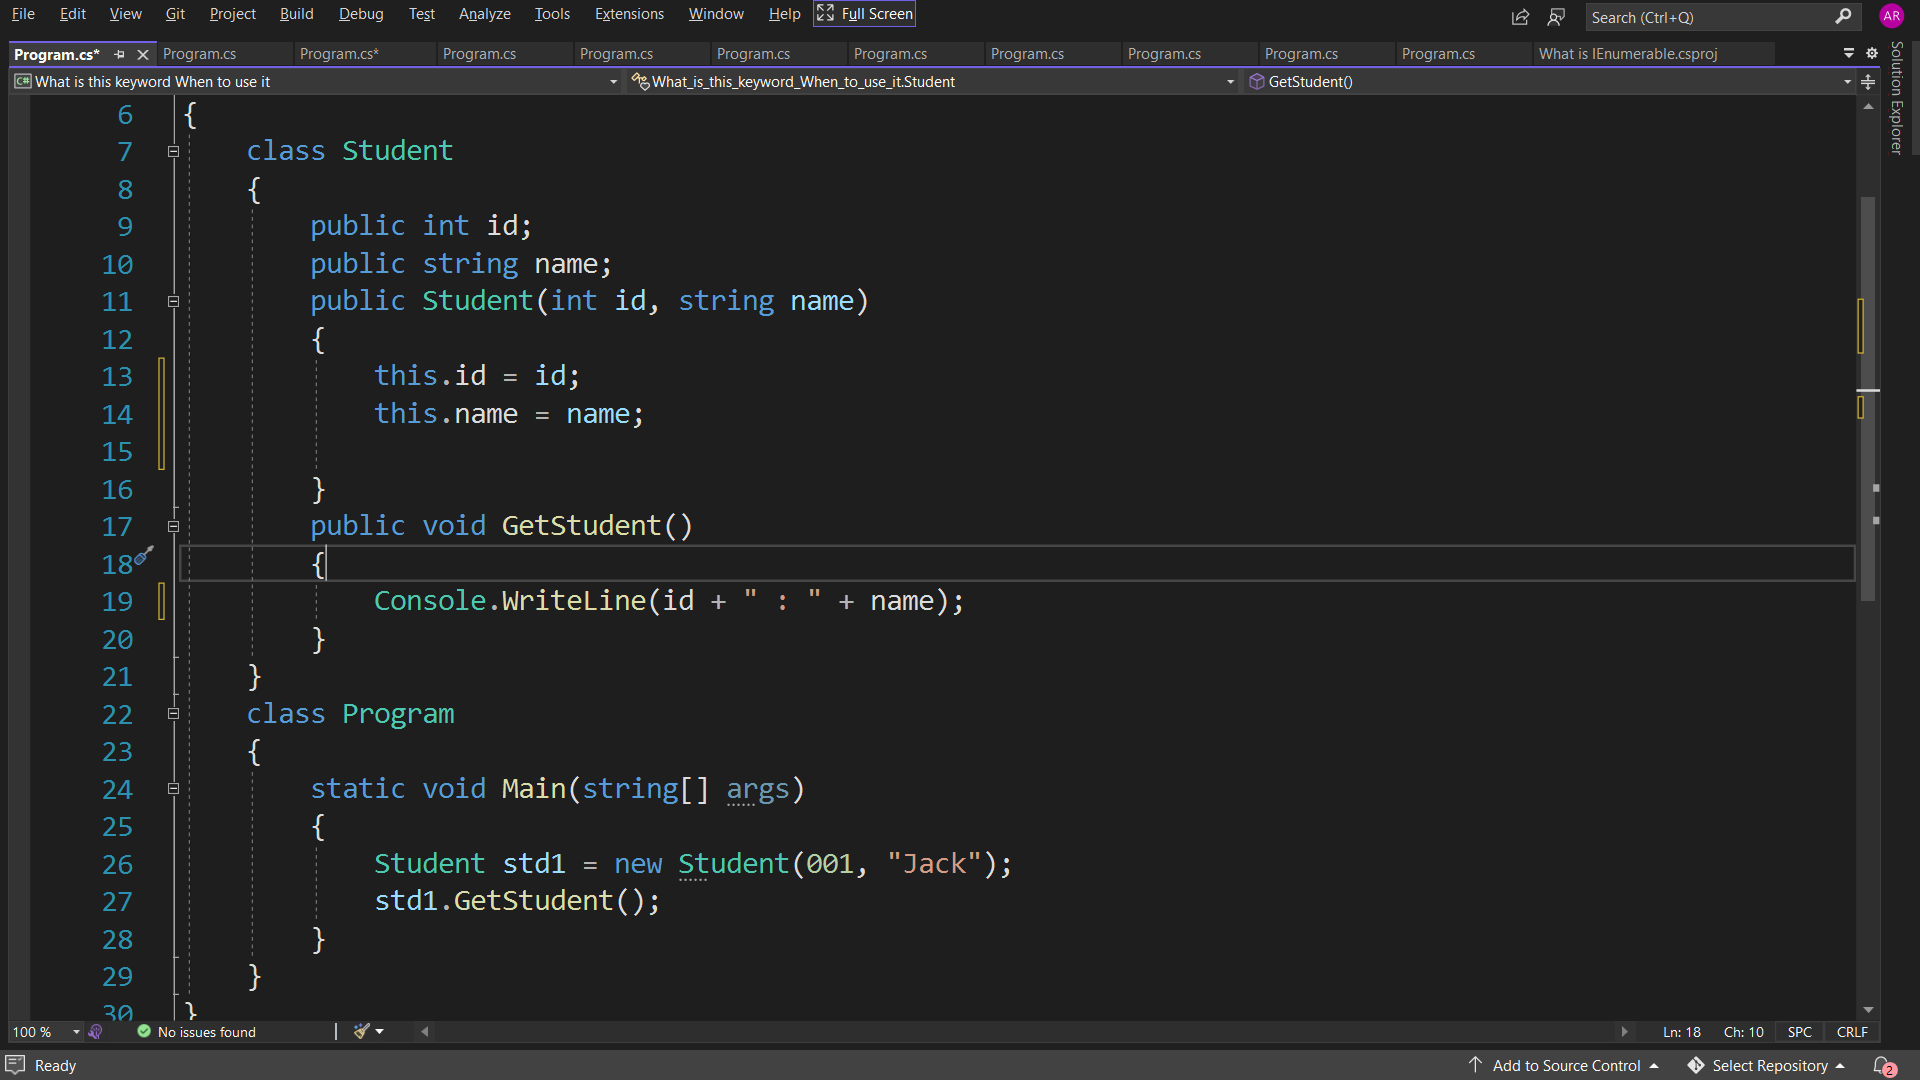 File Edit View Git Project Build Debug Test Analyze Tools Extensions Window Help Full Screen Search (Ctrl+Q) AR
Program.cs* Program.cs Program.cs* Program.cs Program.cs Program.cs Program.cs Program.cs Program.cs Program.cs Program.cs What is IEnumerable.csproj
Solution Explorer
C# What is this keyword When to use it What_is_this_keyword_When_to_use_it.Student GetStudent()
6 {
7 class Student
8 {
9 public int id;
10 public string name;
11 public Student(int id, string name)
12 {
13 this.id = id;
14 this.name = name;
15
16 }
17 public void GetStudent()
18 {
19 Console.WriteLine(id + " : " + name);
20 }
21 }
22 class Program
23 {
24 static void Main(string[] args)
25 {
26 Student std1 = new Student(001, "Jack");
27 std1.GetStudent();
28 }
29 }
30 }
100 % No issues found Ln: 18 Ch: 10 SPC CRLF
Ready Add to Source Control Select Repository 2